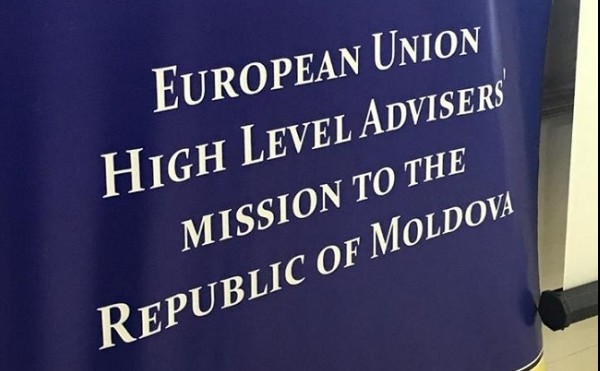 European Union
High Level Advisers'
mission to the
Republic of Moldova